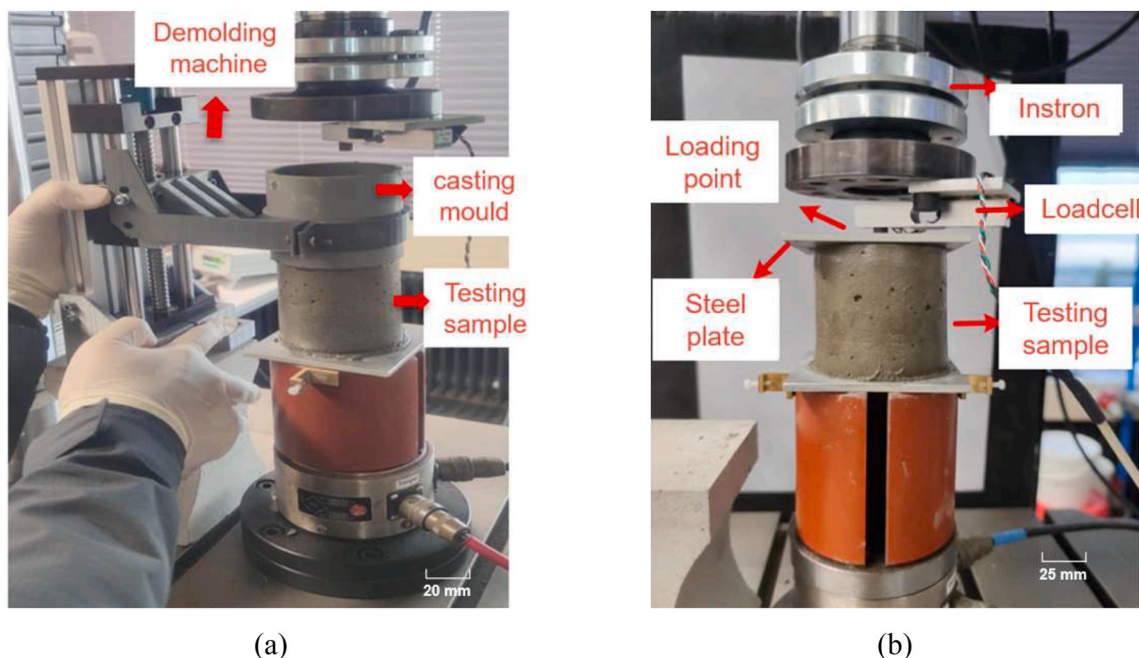 Demolding
machine
casting
mould
Testing
sample
20 mm
(a)
Instron
Loading
point
Loadcell
Steel
plate
Testing
sample
25 mm
(b)